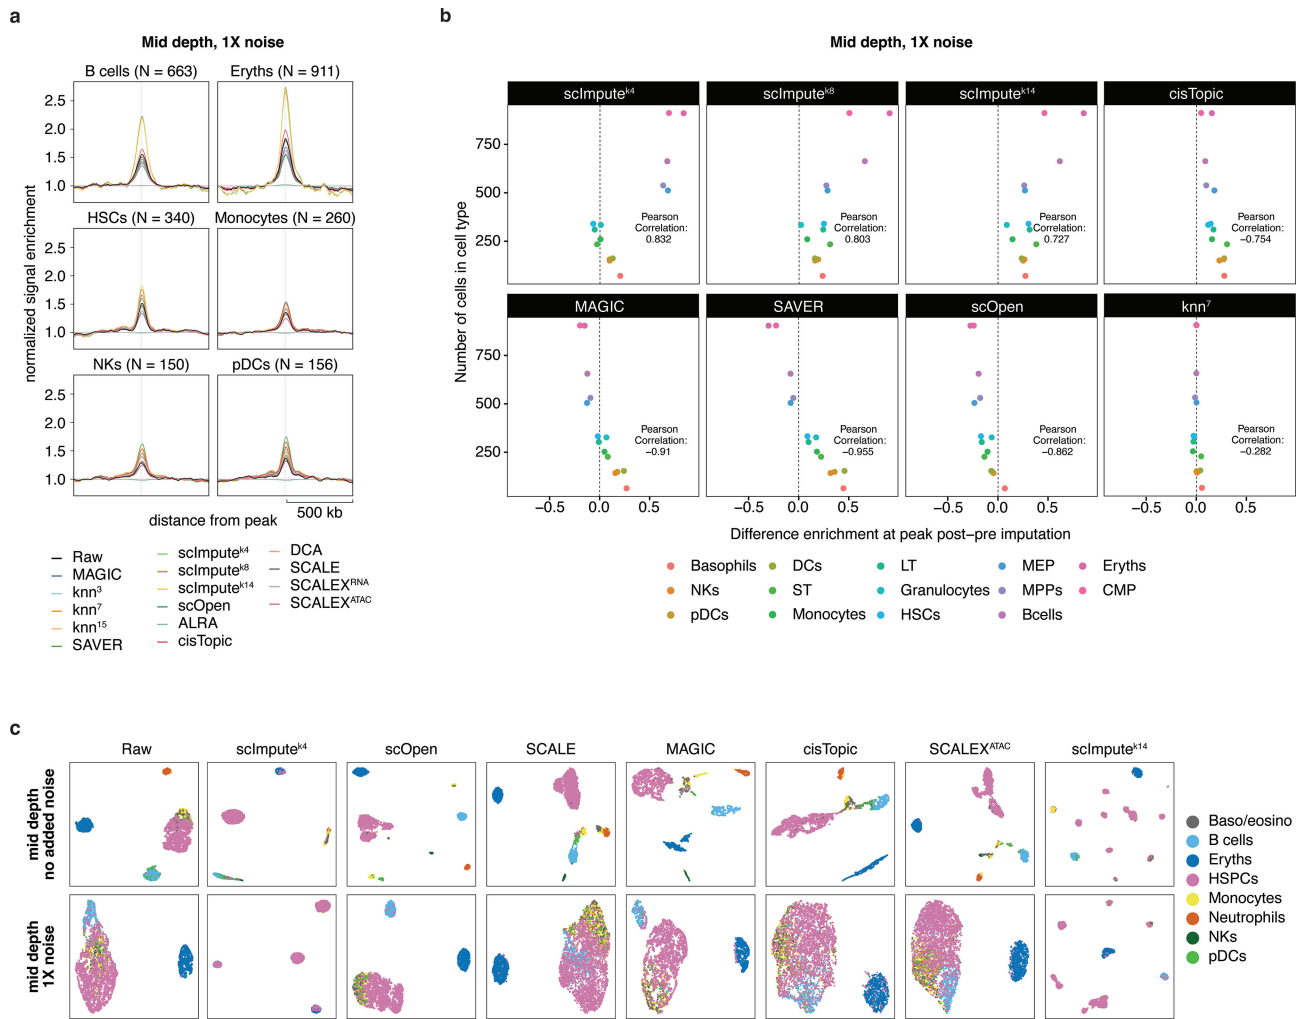 a
Mid depth, 1X noise
B cells (N = 663)
Eryths (N = 911)
2.5
2.0
1.5
1.0
HSCs (N = 340)
Monocytes (N = 260)
2.5
2.0
1.5
1.0
NKs (N = 150)
pDCs (N = 156)
2.5
2.0
1.5
1.0
normalized signal enrichment
distance from peak
500 kb
Raw
MAGIC
knn3
knn7
knn15
SAVER
scImputek4
scImputek8
scImputek14
scOpen
ALRA
cisTopic
DCA
SCALE
SCALEXRNA
SCALEXATAC
b
Mid depth, 1X noise
scImputek4
scImputek8
scImputek14
cisTopic
750
500
250
Pearson
Correlation:
0.832
Pearson
Correlation:
0.803
Pearson
Correlation:
0.727
Pearson
Correlation:
−0.754
MAGIC
SAVER
scOpen
knn7
750
500
250
Pearson
Correlation:
−0.91
Pearson
Correlation:
−0.955
Pearson
Correlation:
−0.862
Pearson
Correlation:
−0.282
Number of cells in cell type
−0.5 0.0 0.5
−0.5 0.0 0.5
−0.5 0.0 0.5
−0.5 0.0 0.5
Difference enrichment at peak post−pre imputation
Basophils
NKs
pDCs
DCs
ST
Monocytes
LT
Granulocytes
HSCs
MEP
MPPs
Bcells
Eryths
CMP
c
Raw
scImputek4
scOpen
SCALE
MAGIC
cisTopic
SCALEXATAC
scImputek14
mid depth
no added noise
mid depth
1X noise
Baso/eosino
B cells
Eryths
HSPCs
Monocytes
Neutrophils
NKs
pDCs